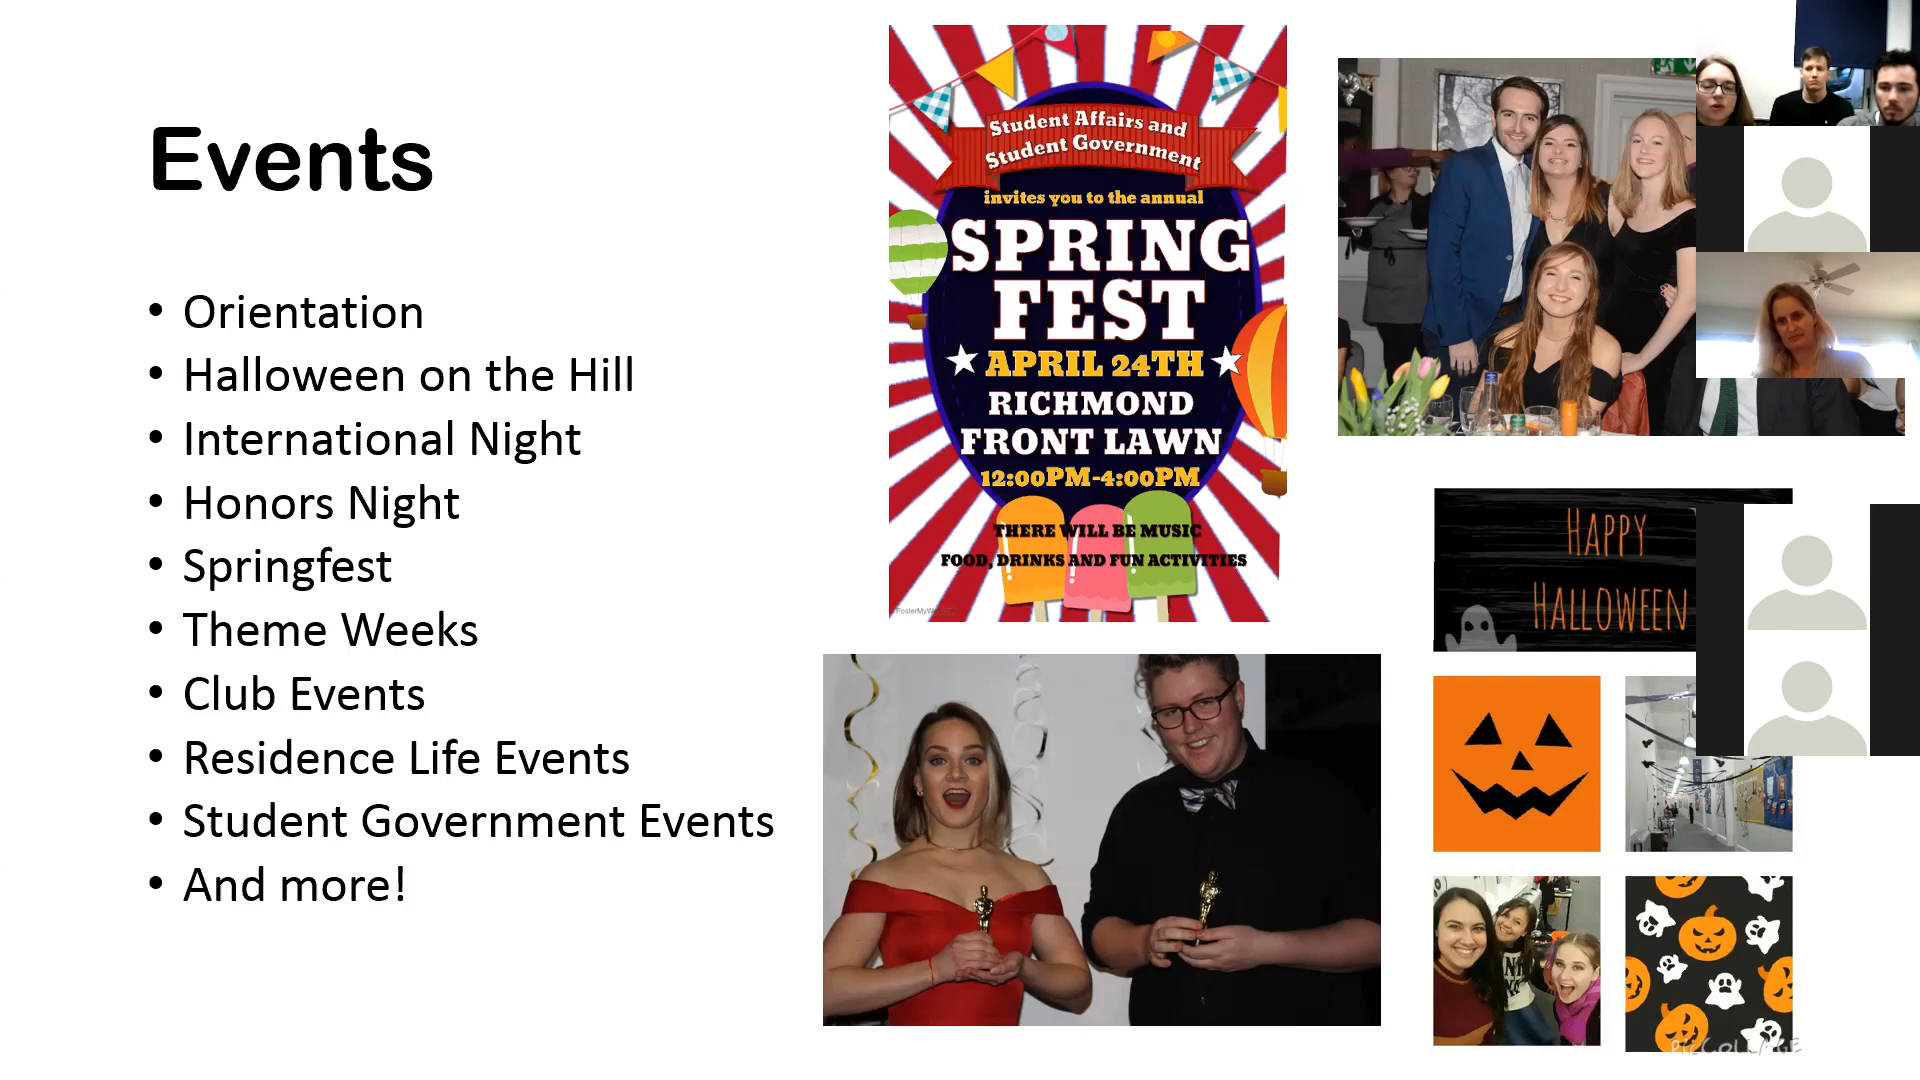 Events
• Orientation
• Halloween on the Hill
• International Night
• Honors Night
• Springfest
• Theme Weeks
• Club Events
• Residence Life Events
• Student Government Events
• And more!
Student Affairs and
Student Government
invites you to the annual
SPRING
FEST
APRIL 24TH
RICHMOND
FRONT LAWN
12:00PM-4:00PM
THERE WILL BE MUSIC
FOOD, DRINKS AND FUN ACTIVITIES
HAPPY
HALLOWEEN
PIC COLLAGE